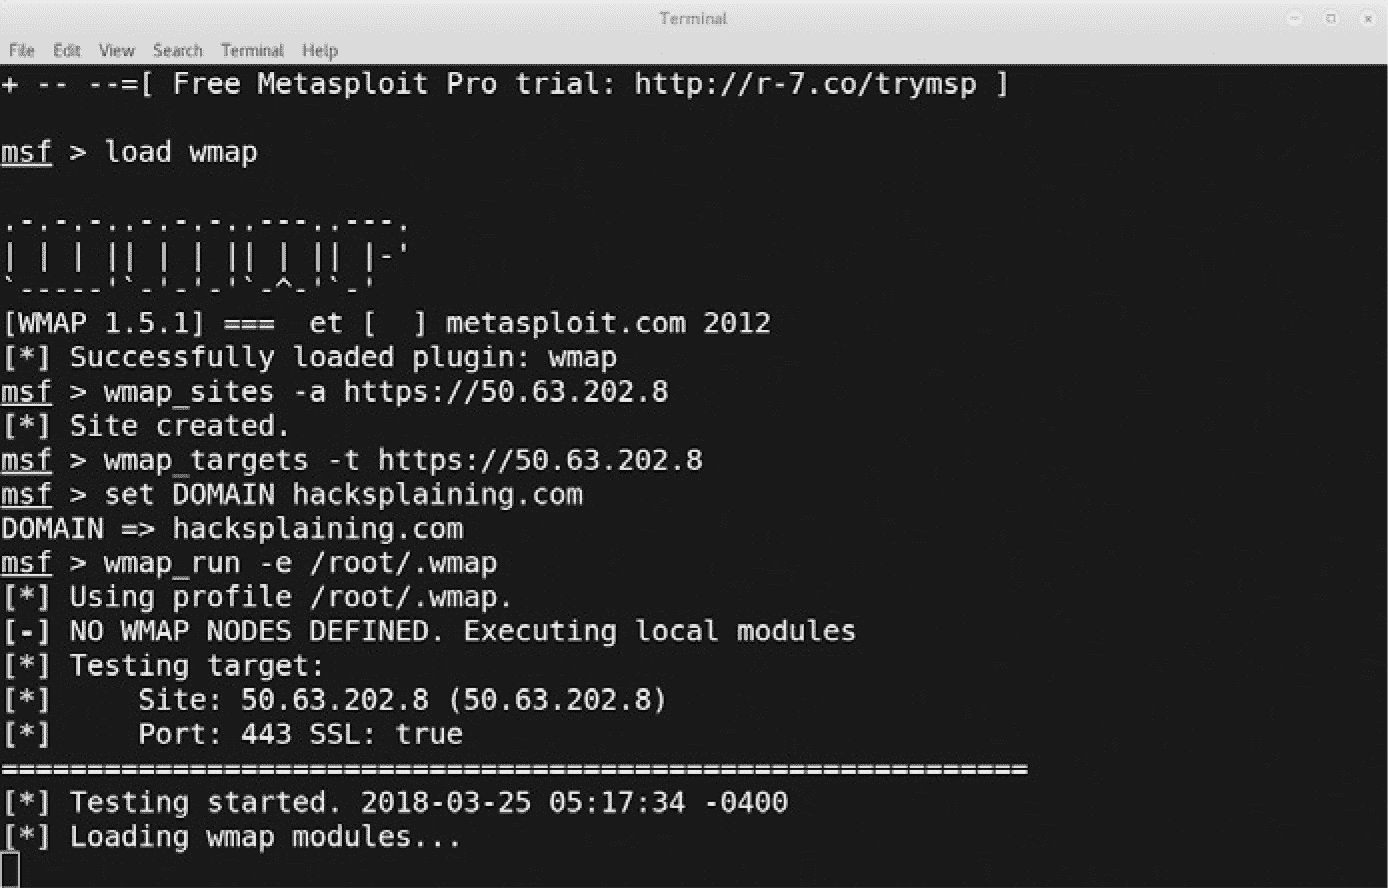 Terminal
File Edit View Search Terminal Help
+ -- --=[ Free Metasploit Pro trial: http://r-7.co/trymsp ]
msf > load wmap
.-.-.-..-.-.-..---..---.
| | | || | | || | || |-'
`-----'`-'-'-'`-^-'`-'
[WMAP 1.5.1] ===  et [  ] metasploit.com 2012
[*] Successfully loaded plugin: wmap
msf > wmap_sites -a https://50.63.202.8
[*] Site created.
msf > wmap_targets -t https://50.63.202.8
msf > set DOMAIN hacksplaining.com
DOMAIN => hacksplaining.com
msf > wmap_run -e /root/.wmap
[*] Using profile /root/.wmap.
[-] NO WMAP NODES DEFINED. Executing local modules
[*] Testing target:
[*]     Site: 50.63.202.8 (50.63.202.8)
[*]     Port: 443 SSL: true
============================================================
[*] Testing started. 2018-03-25 05:17:34 -0400
[*] Loading wmap modules...